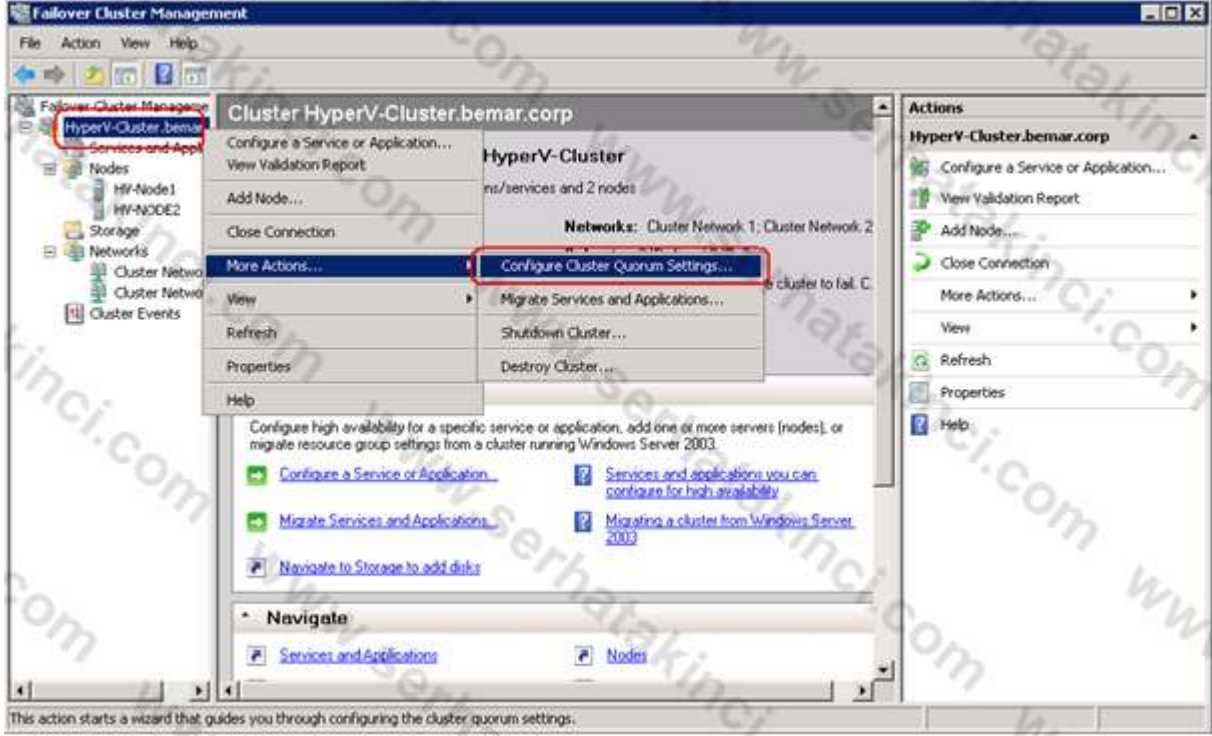 Failover Cluster Management
File Action View Help
Failover Cluster Manageme
HyperV-Cluster.bemar
Services and Appl
Nodes
HV-Node1
HV-NODE2
Storage
Networks
Cluster Netwo
Cluster Netwo
Cluster Events
Cluster HyperV-Cluster.bemar.corp
HyperV-Cluster
ns/services and 2 nodes
Networks: Cluster Network 1; Cluster Network 2
e cluster to fail. C
Configure a Service or Application...
View Validation Report
Add Node...
Close Connection
More Actions...
View
Refresh
Properties
Help
Configure Cluster Quorum Settings...
Migrate Services and Applications...
Shutdown Cluster...
Destroy Cluster...
Configure high availability for a specific service or application, add one or more servers (nodes), or
migrate resource group settings from a cluster running Windows Server 2003.
Configure a Service or Application...
Services and applications you can
configure for high availability
Migrate Services and Applications...
Migrating a cluster from Windows Server
2003
Navigate to Storage to add disks
Navigate
Services and Applications
Nodes
Actions
HyperV-Cluster.bemar.corp
Configure a Service or Application...
View Validation Report
Add Node...
Close Connection
More Actions...
View
Refresh
Properties
Help
This action starts a wizard that guides you through configuring the cluster quorum settings.
www.serhatakinci.com